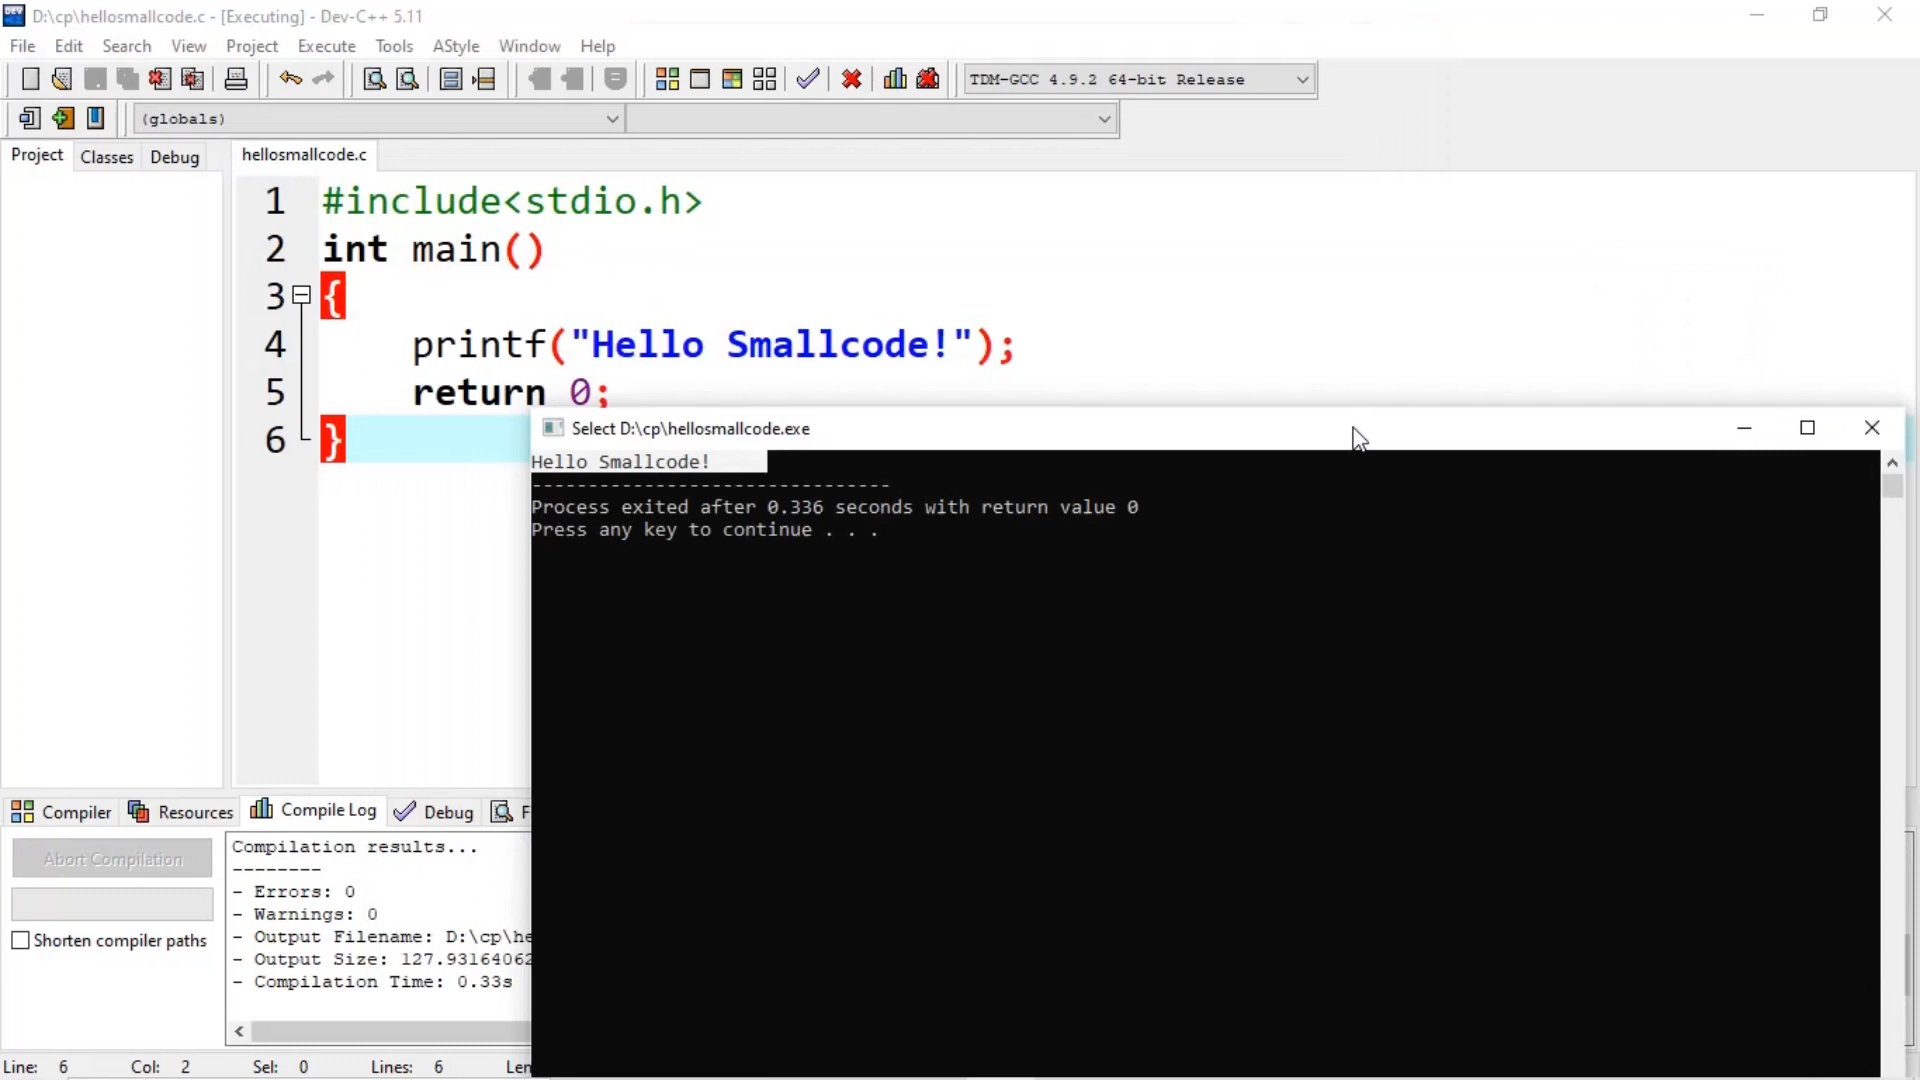 D:\cp\hellosmallcode.c - [Executing] - Dev-C++ 5.11
File Edit Search View Project Execute Tools AStyle Window Help
TDM-GCC 4.9.2 64-bit Release
(globals)
Project Classes Debug
hellosmallcode.c
1 #include<stdio.h>
2 int main()
3 {
4 printf("Hello Smallcode!");
5 return 0;
6 }
Select D:\cp\hellosmallcode.exe
Hello Smallcode!
--------------------------------
Process exited after 0.336 seconds with return value 0
Press any key to continue . . .
Compiler Resources Compile Log Debug F
Abort Compilation
Shorten compiler paths
Compilation results...
--------
- Errors: 0
- Warnings: 0
- Output Filename: D:\cp\he
- Output Size: 127.93164062
- Compilation Time: 0.33s
Line: 6 Col: 2 Sel: 0 Lines: 6 Len